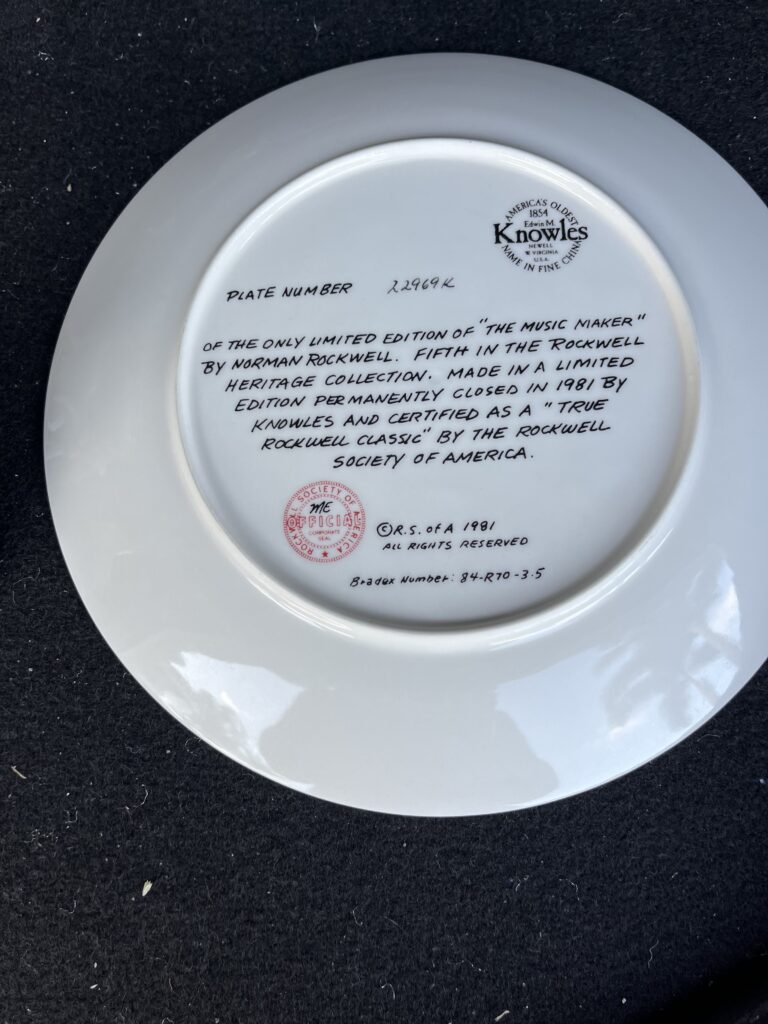 AMERICA'S OLDEST
1854
Edwin M.
Knowles
NEWELL
W VIRGINIA
U.S.A.
NAME IN FINE CHINA
PLATE NUMBER 22969K
OF THE ONLY LIMITED EDITION OF "THE MUSIC MAKER"
BY NORMAN ROCKWELL. FIFTH IN THE ROCKWELL
HERITAGE COLLECTION. MADE IN A LIMITED
EDITION PERMANENTLY CLOSED IN 1981 BY
KNOWLES AND CERTIFIED AS A "TRUE
ROCKWELL CLASSIC" BY THE ROCKWELL
SOCIETY OF AMERICA.
ROCKWELL SOCIETY OF AMERICA
ME
OFFICIAL
CORPORATE
SEAL
©R.S. of A 1981
ALL RIGHTS RESERVED
Bradex Number: 84-R70-3.5